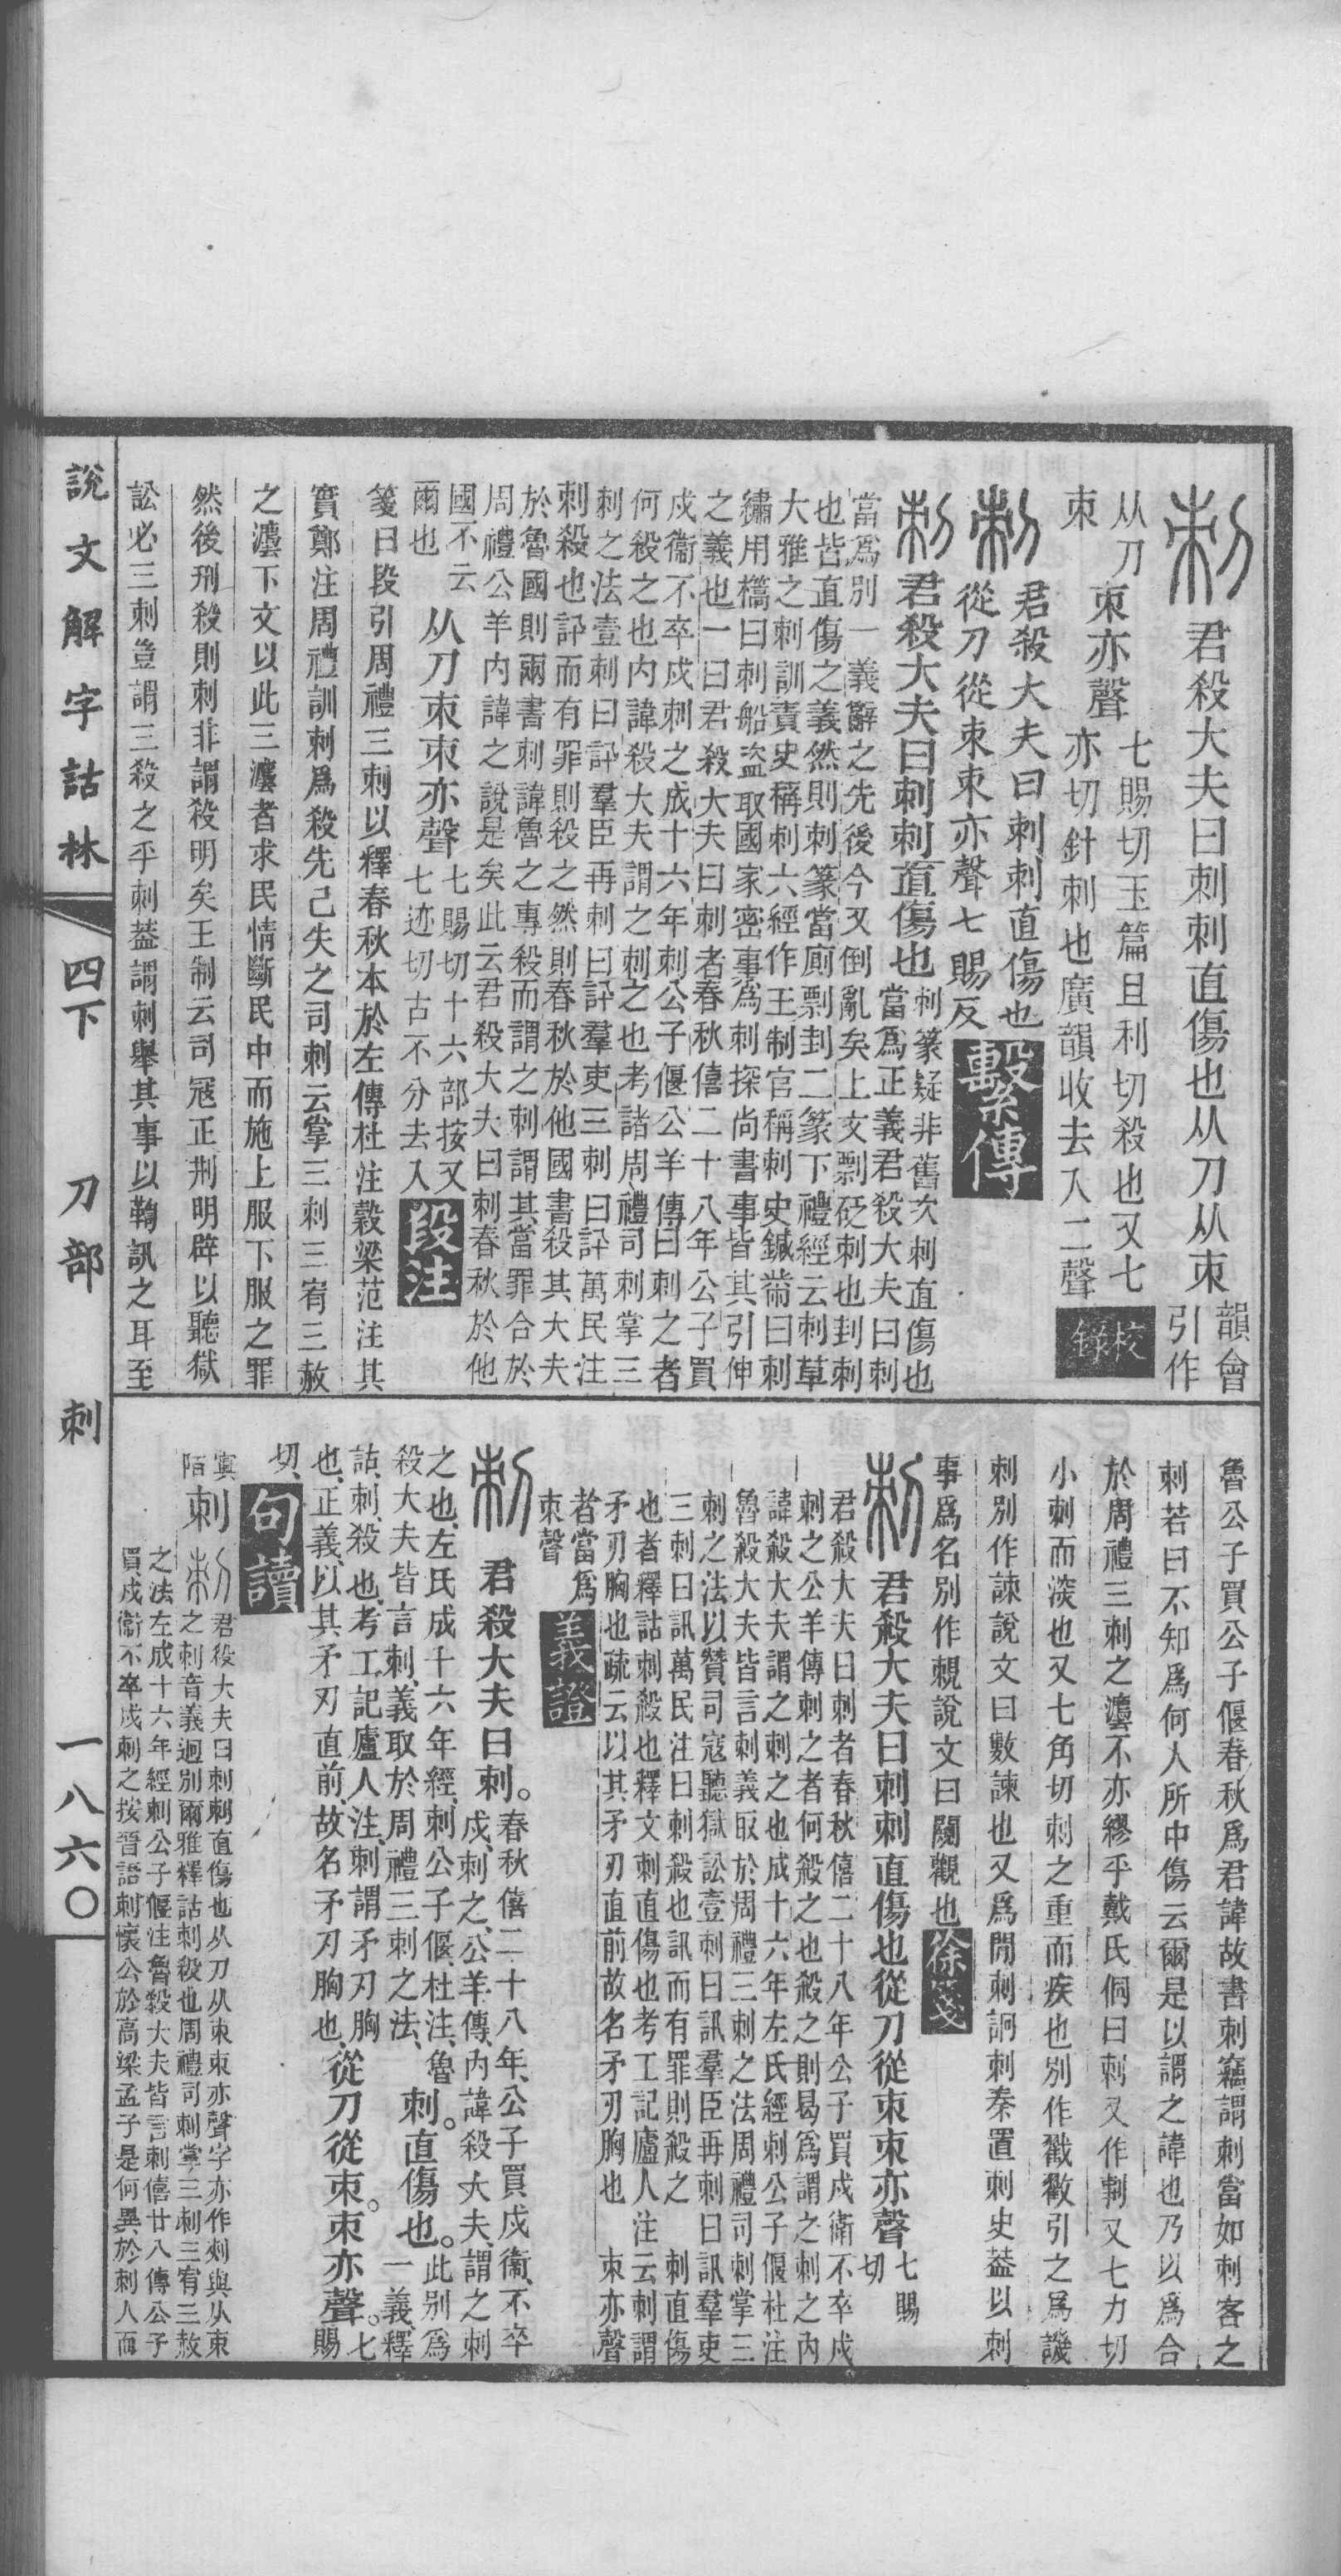 君殺大夫曰刺刺直傷也从刀从朿
韻會
引作
从刀朿亦聲
朿
七賜切玉篇且利切殺也又七
亦切針刺也廣韻收去入二聲
校錄
君殺大夫曰刺刺直傷也
從刀從朿朿亦聲七賜反
繫傳
君殺大夫曰刺刺直傷也
刺篆疑非舊次刺直傷也
當爲正義君殺大夫曰刺
當爲別一義辭之先後今又倒亂矣上文剽砭刺也刲刺
也皆直傷之義然則刺篆當廁剽刲二篆下禮經云刺草
大雅之刺訓責史稱刺六經作王制官稱刺史鍼黹曰刺
繡用櫓曰刺船盜取國家密事爲刺探尚書事皆其引伸
之義也一曰君殺大夫曰刺者春秋僖二十八年公子買
戍衞不卒戍刺之成十六年刺公子偃公羊傳曰刺之者
何殺之也內諱殺大夫謂之刺之也考諸周禮司刺掌三
刺之法壹刺曰訊羣臣再刺曰訊羣吏三刺曰訊萬民注
刺殺也訊而有罪則殺之然則春秋於他國書殺其大夫
於魯國則兩書刺諱魯之專殺而謂之刺謂其當罪合於
周禮公羊內諱之說是矣此云君殺大夫曰刺春秋於他
國不云
爾也
从刀朿朿亦聲
七賜切十六部按又
七迹切古不分去入
段注
箋曰段引周禮三刺以釋春秋本於左傳杜注穀梁范注其
實鄭注周禮訓刺爲殺先己失之司刺云掌三刺三宥三赦
之灋下文以此三灋者求民情斷民中而施上服下服之罪
然後刑殺則刺非謂殺明矣王制云司寇正刑明辟以聽獄
訟必三刺豈謂三殺之乎刺葢謂刺舉其事以鞫訊之耳至
魯公子買公子偃春秋爲君諱故書刺竊謂刺當如刺客之
刺若曰不知爲何人所中傷云爾是以謂之諱也乃以爲合
於周禮三刺之灋不亦繆乎戴氏侗曰刺又作㓨又七力切
小刺而淡也又七角切刺之重而疾也別作戳㪣引之爲譏
刺別作諫說文曰數諫也又爲閒刺詗刺秦置刺史葢以刺
事爲名別作覝說文曰闚觀也
徐箋
君殺大夫曰刺刺直傷也從刀從朿朿亦聲
七賜
切
君殺大夫曰刺者春秋僖二十八年公子買戍衞不卒戍
刺之公羊傳刺之者何殺之也殺之則曷爲謂之刺之內
諱殺大夫謂之刺之也成十六年左氏經刺公子偃杜注
魯殺大夫皆言刺義取於周禮三刺之法周禮司刺掌三
刺之法以贊司寇聽獄訟壹刺曰訊羣臣再刺曰訊羣吏
三刺曰訊萬民注曰刺殺也訊而有罪則殺之　刺直傷
也者釋詁刺殺也釋文刺直傷也考工記廬人注云刺謂
矛刃胸也疏云以其矛刃直前故名矛刃胸也　朿亦聲
者當爲
朿聲
義證
君殺大夫曰刺。
春秋僖二十八年、公子買戍衞、不卒
戍、刺之、公羊傳、內諱殺大夫、謂之刺
之也、左氏成十六年經、刺公子偃、杜注、魯
殺大夫皆言刺、義取於周禮三刺之法、
刺。直傷也。
此別爲
一義、釋
詁、刺、殺也、考工記廬人注、刺謂矛刃胸
也、正義、以其矛刃直前、故名矛刃胸也、
從刀從朿。朿亦聲。
七賜
切、
句讀
寘
陌
刺
君殺大夫曰刺刺直傷也从刀从朿朿亦聲字亦作刾與从朿
之刺音義迥別爾雅釋詁刺殺也周禮司刺掌三刺三宥三赦
之法左成十六年經刺公子偃注魯殺大夫皆言刺僖廿八傳公子
買戍衞不卒戍刺之按晉語刺懷公於高梁孟子是何異於刺人而
說文解字詁林
四下
刀部
刺
一八六〇